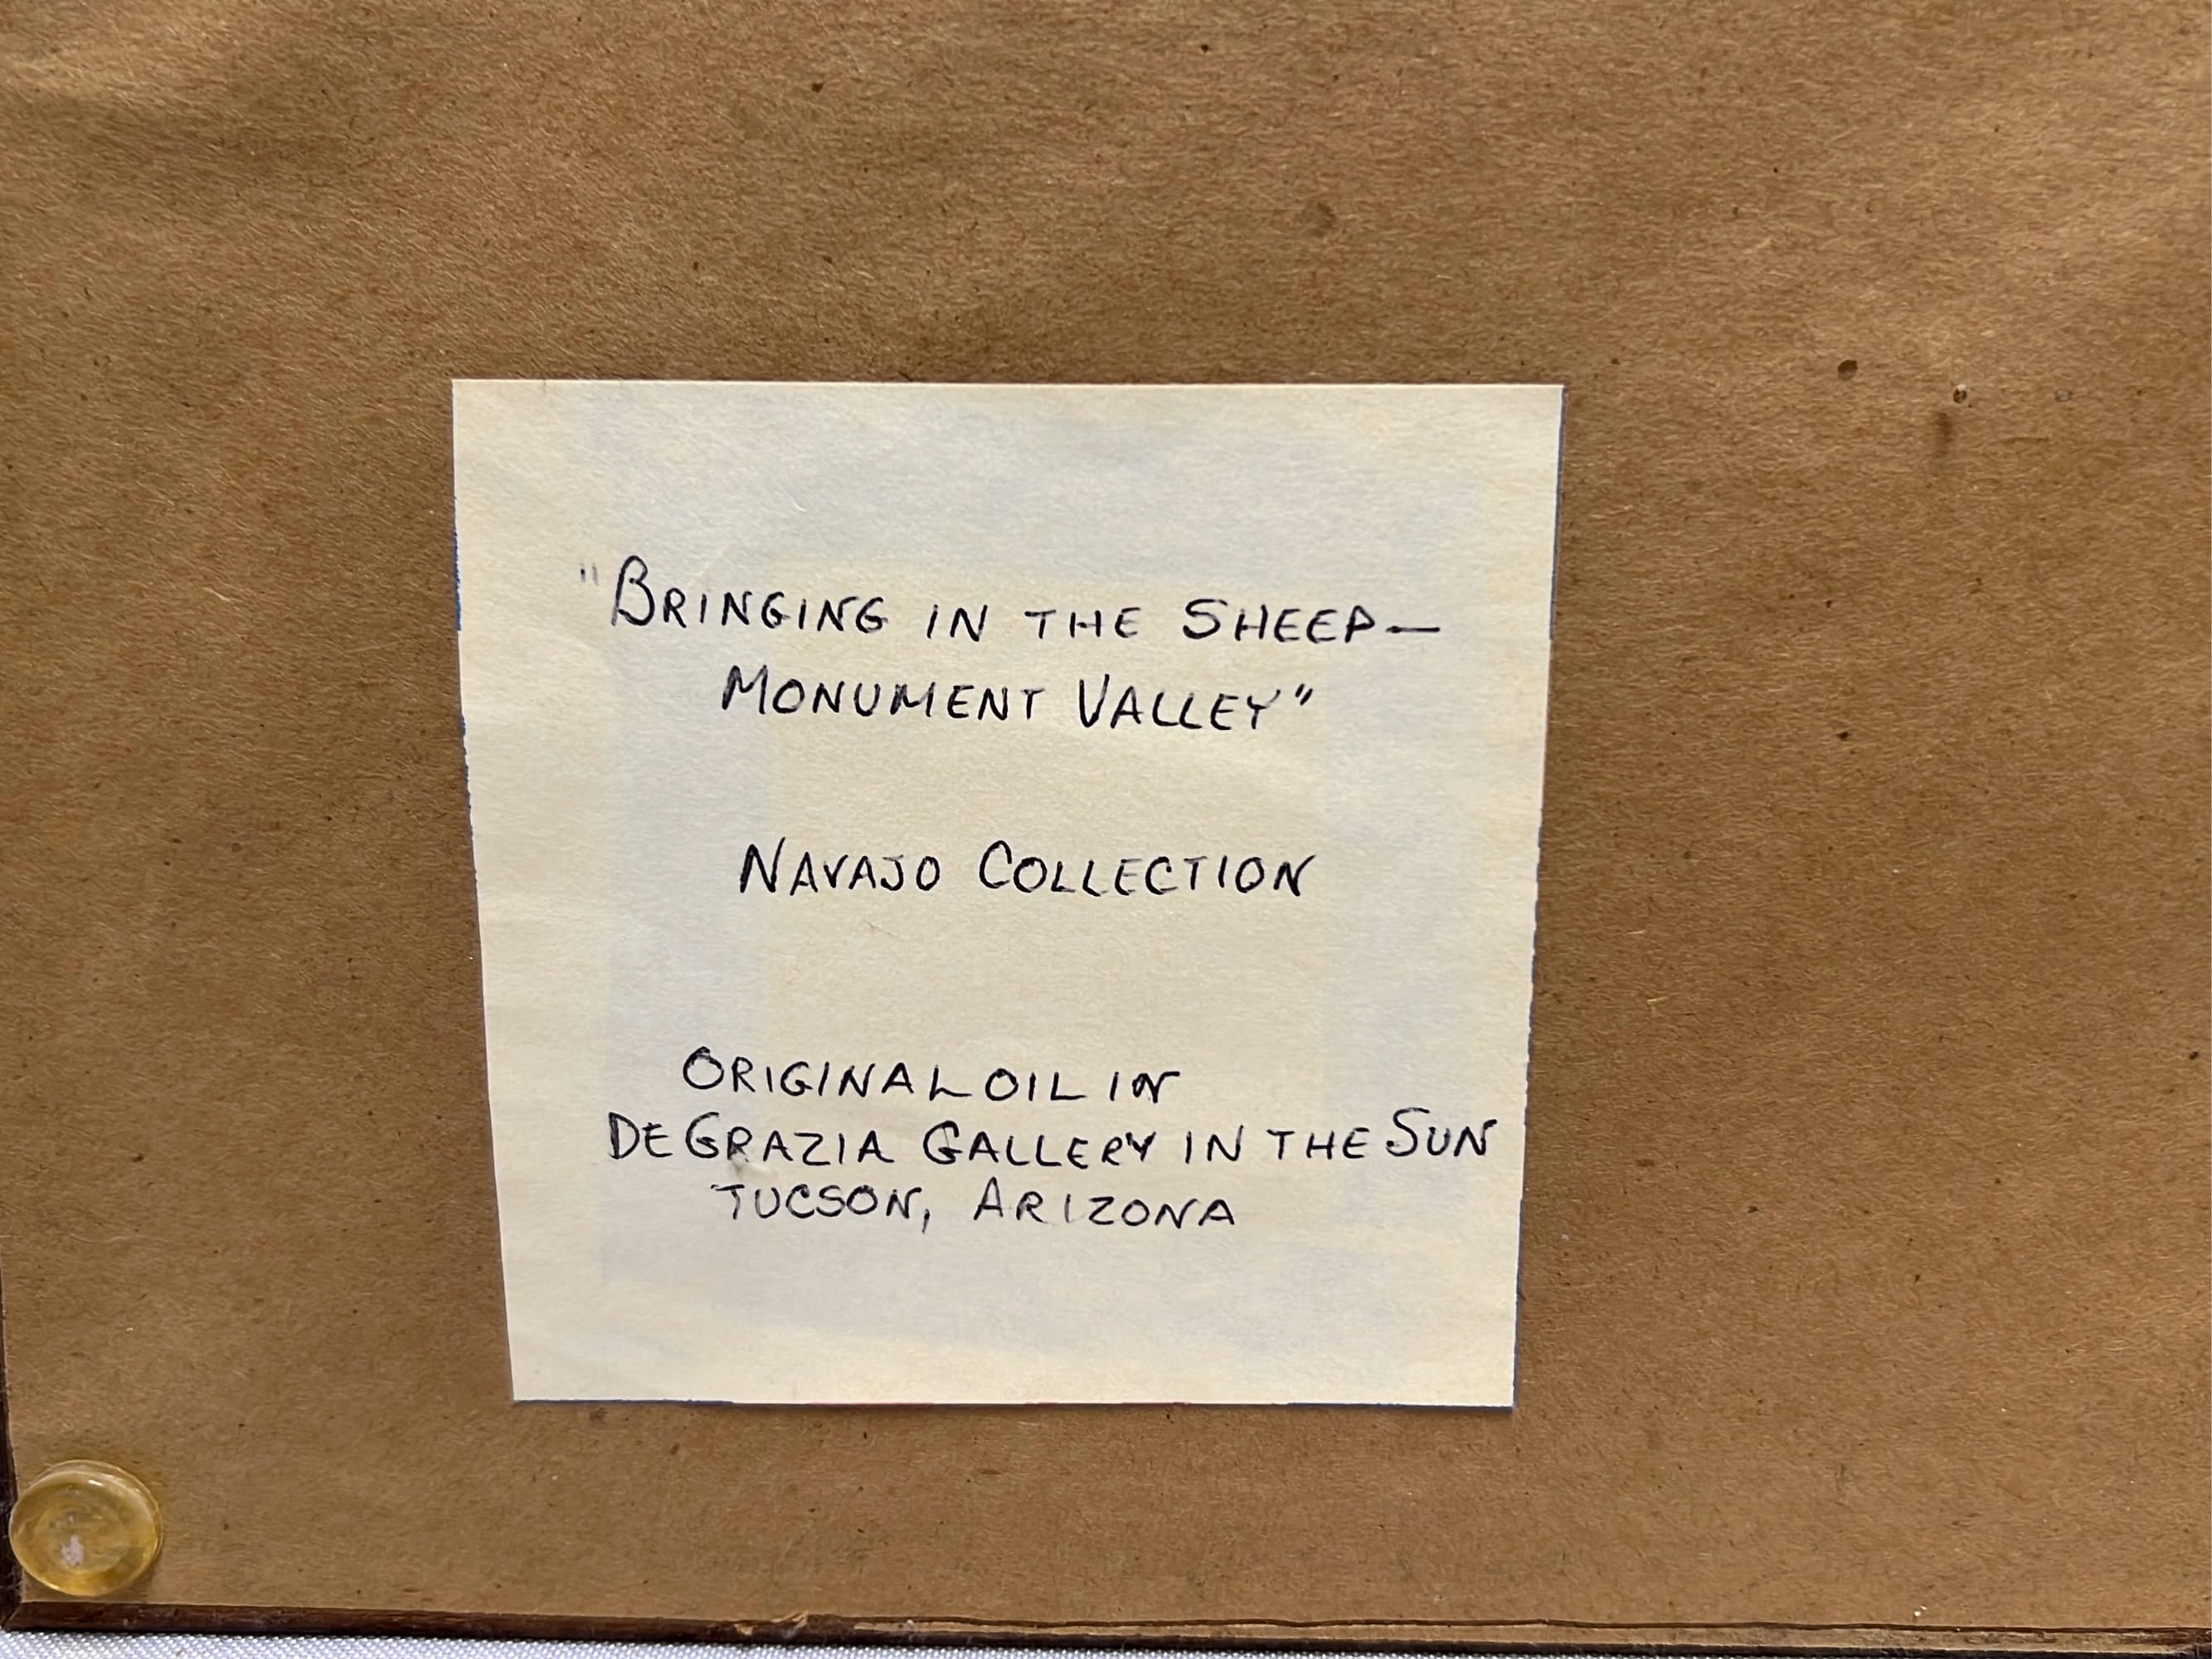 "BRINGING IN THE SHEEP—
MONUMENT VALLEY"
NAVAJO COLLECTION
ORIGINAL OIL IN
DEGRAZIA GALLERY IN THE SUN
TUCSON, ARIZONA